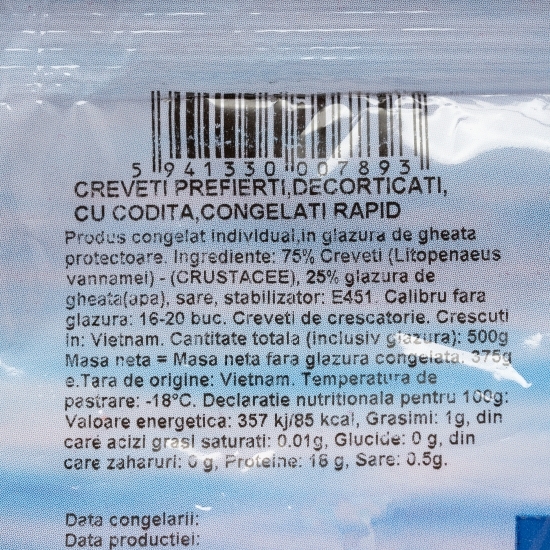 5 941330 007893
CREVETI PREFIERTI,DECORTICATI,
CU CODITA,CONGELATI RAPID
Produs congelat individual,in glazura de gheata
protectoare. Ingrediente: 75% Creveti (Litopenaeus
vannamei) - (CRUSTACEE), 25% glazura de
gheata(apa), sare, stabilizator: E451. Calibru fara
glazura: 16-20 buc. Creveti de crescatorie. Crescuti
in: Vietnam. Cantitate totala (inclusiv glazura): 500g
Masa neta = Masa neta fara glazura congelata, 375g
e.Tara de origine: Vietnam. Temperatura de
pastrare: -18°C. Declaratie nutritionala pentru 100g:
Valoare energetica: 357 kj/85 kcal, Grasimi: 1g, din
care acizi grasi saturati: 0.01g, Glucide: 0 g, din
care zaharuri: 0 g, Proteine: 18 g, Sare: 0.5g.
Data congelarii:
Data productiei: